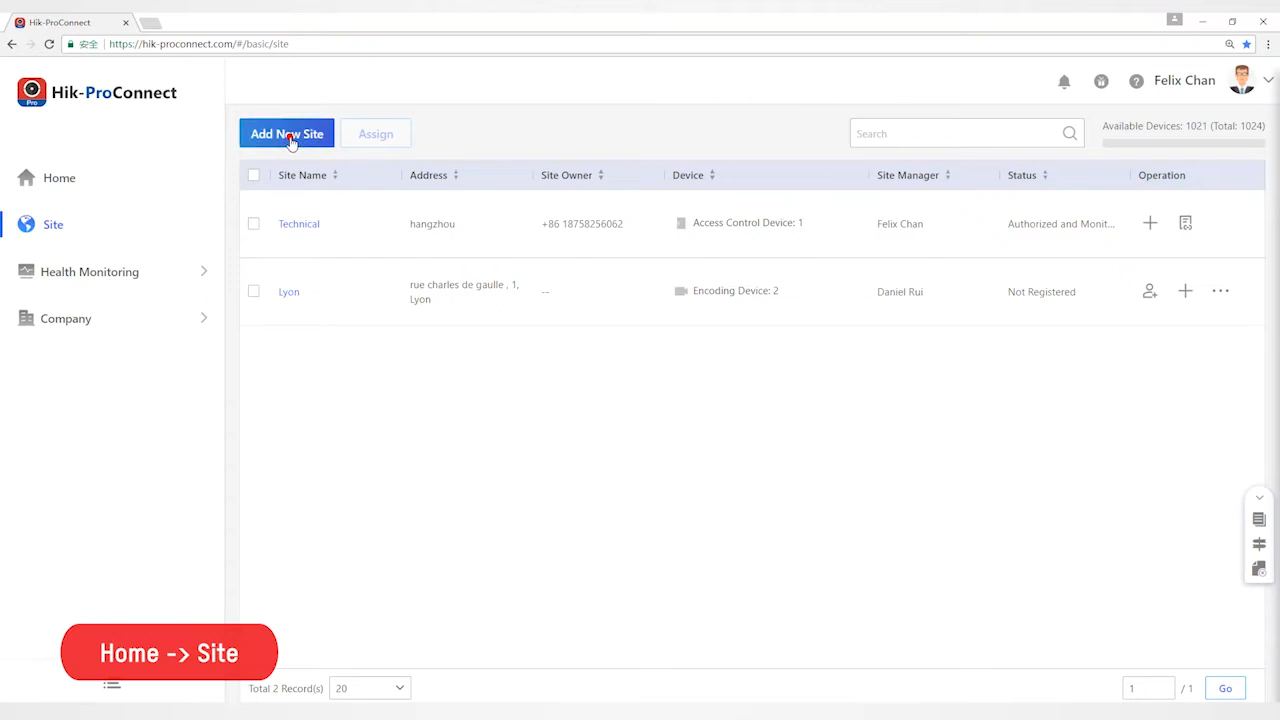 Hik-ProConnect
安全 https://hik-proconnect.com/#/basic/site
Pro
Hik-ProConnect
Felix Chan
Home
Site
Health Monitoring
Company
Add New Site
Assign
Search
Available Devices: 1021 (Total: 1024)
Site Name Address Site Owner Device Site Manager Status Operation
Technical hangzhou +86 18758256062 Access Control Device: 1 Felix Chan Authorized and Monit...
Lyon rue charles de gaulle , 1, Lyon -- Encoding Device: 2 Daniel Rui Not Registered
Home -> Site
Total 2 Record(s) 20 1 / 1 Go